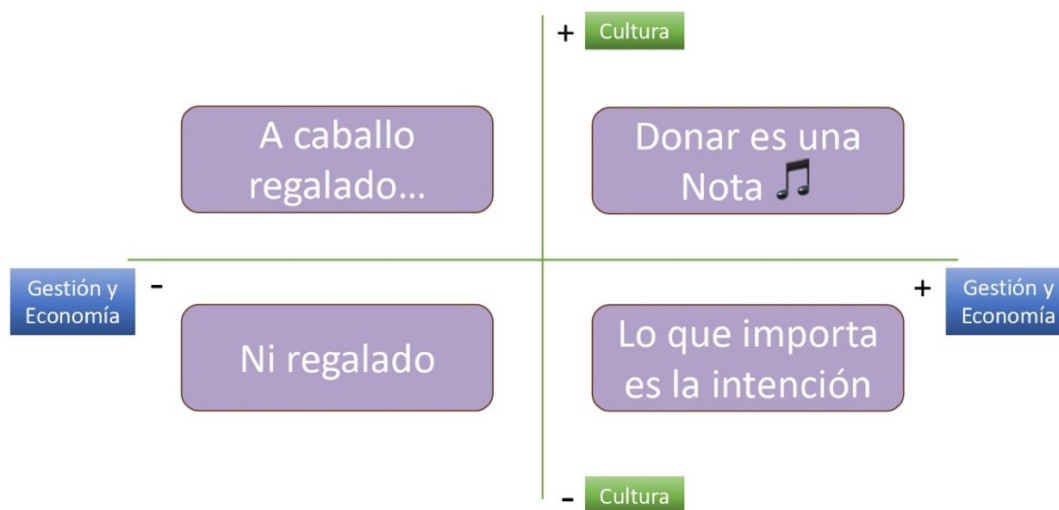 + Cultura
A caballo
regalado...
Donar es una
Nota 🎵
Gestión y
Economía
-
+
Gestión y
Economía
Ni regalado
Lo que importa
es la intención
- Cultura